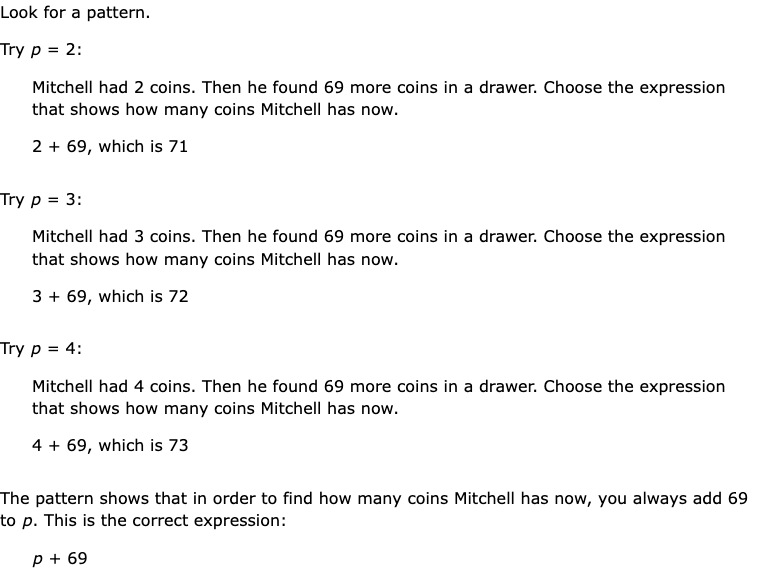 Look for a pattern.
Try p = 2:
Mitchell had 2 coins. Then he found 69 more coins in a drawer. Choose the expression
that shows how many coins Mitchell has now.
2 + 69, which is 71
Try p = 3:
Mitchell had 3 coins. Then he found 69 more coins in a drawer. Choose the expression
that shows how many coins Mitchell has now.
3 + 69, which is 72
Try p = 4:
Mitchell had 4 coins. Then he found 69 more coins in a drawer. Choose the expression
that shows how many coins Mitchell has now.
4 + 69, which is 73
The pattern shows that in order to find how many coins Mitchell has now, you always add 69
to p. This is the correct expression:
p + 69